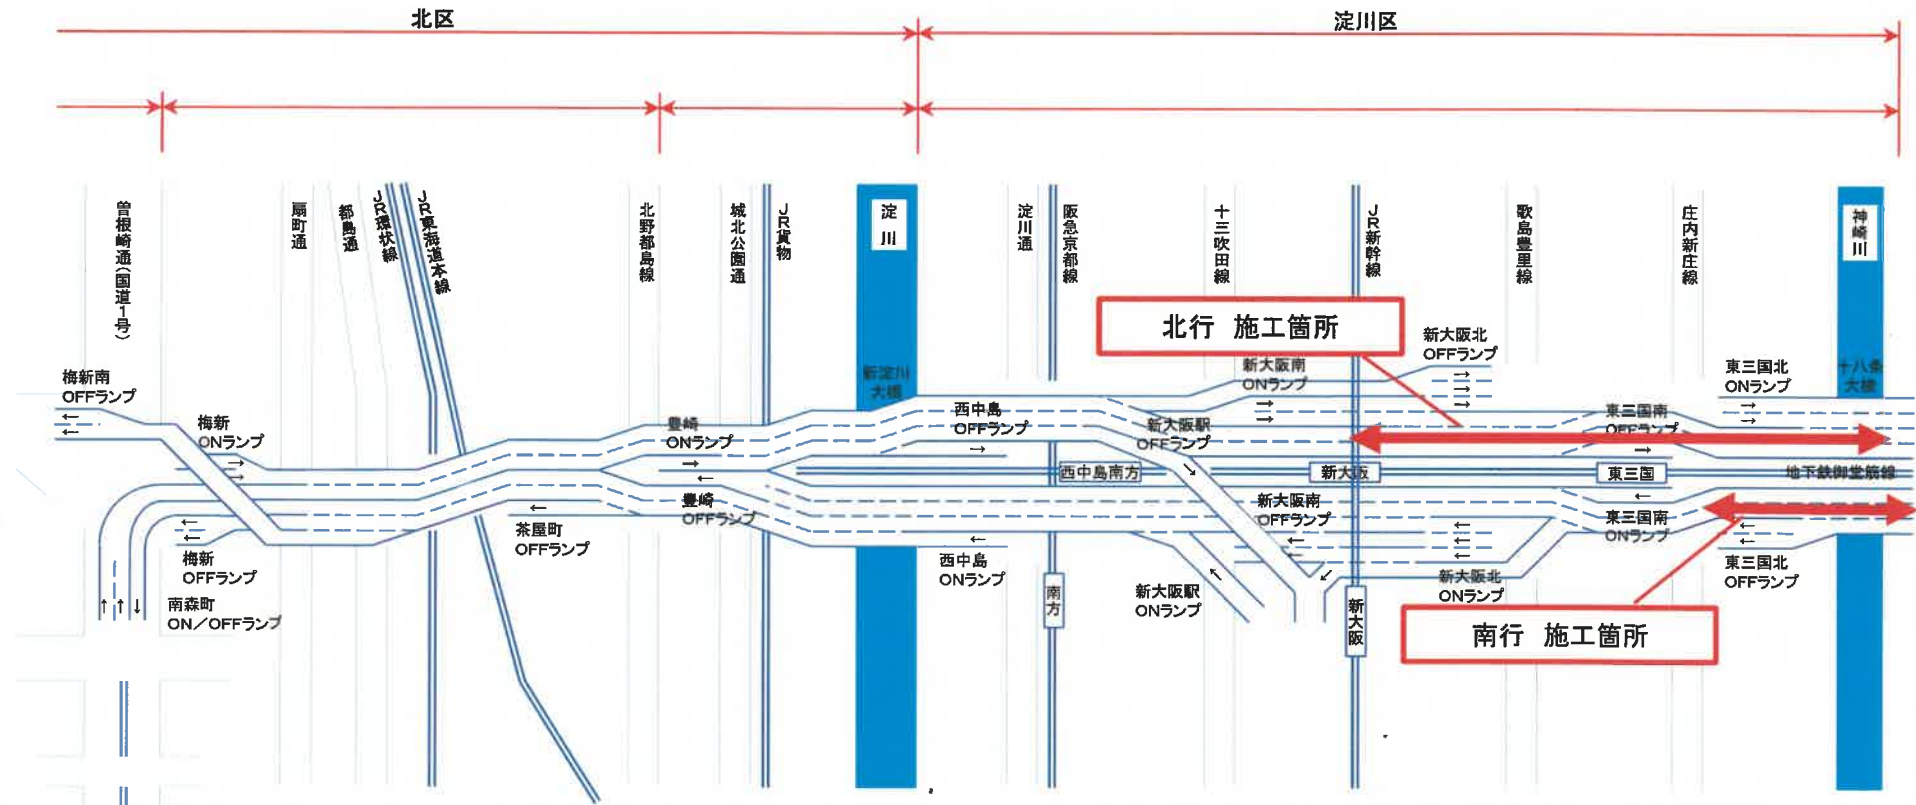 北区
淀川区
曽根崎通(国道1号)
扇町通
都島通
JR環状線
JR東海道本線
北野都島線
城北公園通
JR貨物
淀川
淀川通
阪急京都線
十三吹田線
JR新幹線
歌島豊里線
庄内新庄線
神崎川
北行 施工箇所
新大阪北
OFFランプ
梅新南
OFFランプ
新淀川
大橋
新大阪南
ONランプ
東三国北
ONランプ
十八条
大橋
梅新
ONランプ
豊崎
ONランプ
西中島
OFFランプ
新大阪駅
OFFランプ
東三国南
OFFランプ
西中島南方
新大阪
東三国
地下鉄御堂筋線
豊崎
OFFランプ
新大阪南
OFFランプ
東三国南
ONランプ
茶屋町
OFFランプ
梅新
OFFランプ
西中島
ONランプ
新大阪駅
ONランプ
新大阪北
ONランプ
東三国北
OFFランプ
南方
新大阪
南森町
ON/OFFランプ
南行 施工箇所